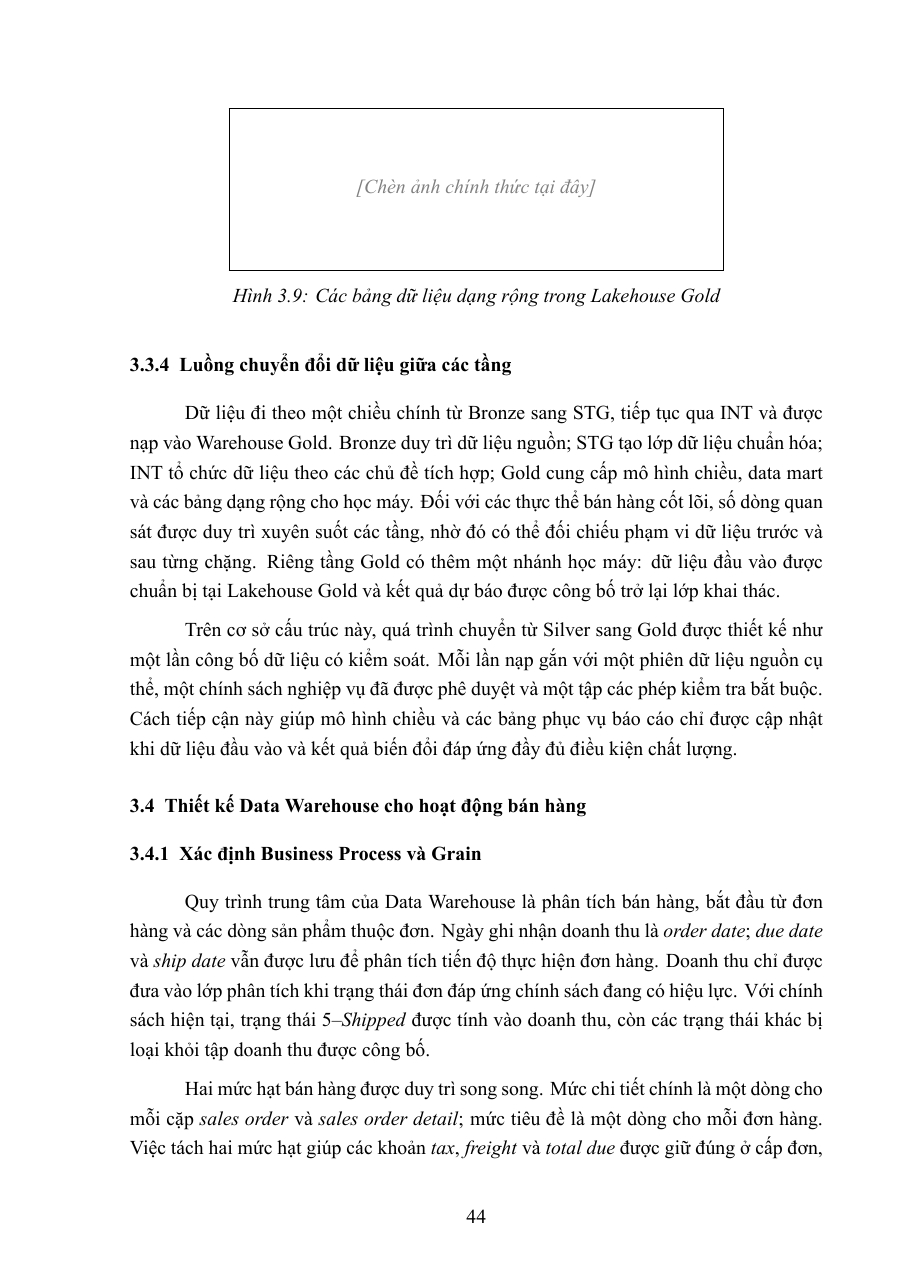 [Chèn ảnh chính thức tại đây]
Hình 3.9: Các bảng dữ liệu dạng rộng trong Lakehouse Gold
3.3.4 Luồng chuyển đổi dữ liệu giữa các tầng
Dữ liệu đi theo một chiều chính từ Bronze sang STG, tiếp tục qua INT và được
nạp vào Warehouse Gold. Bronze duy trì dữ liệu nguồn; STG tạo lớp dữ liệu chuẩn hóa;
INT tổ chức dữ liệu theo các chủ đề tích hợp; Gold cung cấp mô hình chiều, data mart
và các bảng dạng rộng cho học máy. Đối với các thực thể bán hàng cốt lõi, số dòng quan
sát được duy trì xuyên suốt các tầng, nhờ đó có thể đối chiếu phạm vi dữ liệu trước và
sau từng chặng. Riêng tầng Gold có thêm một nhánh học máy: dữ liệu đầu vào được
chuẩn bị tại Lakehouse Gold và kết quả dự báo được công bố trở lại lớp khai thác.
Trên cơ sở cấu trúc này, quá trình chuyển từ Silver sang Gold được thiết kế như
một lần công bố dữ liệu có kiểm soát. Mỗi lần nạp gắn với một phiên dữ liệu nguồn cụ
thể, một chính sách nghiệp vụ đã được phê duyệt và một tập các phép kiểm tra bắt buộc.
Cách tiếp cận này giúp mô hình chiều và các bảng phục vụ báo cáo chỉ được cập nhật
khi dữ liệu đầu vào và kết quả biến đổi đáp ứng đầy đủ điều kiện chất lượng.
3.4 Thiết kế Data Warehouse cho hoạt động bán hàng
3.4.1 Xác định Business Process và Grain
Quy trình trung tâm của Data Warehouse là phân tích bán hàng, bắt đầu từ đơn
hàng và các dòng sản phẩm thuộc đơn. Ngày ghi nhận doanh thu là order date; due date
và ship date vẫn được lưu để phân tích tiến độ thực hiện đơn hàng. Doanh thu chỉ được
đưa vào lớp phân tích khi trạng thái đơn đáp ứng chính sách đang có hiệu lực. Với chính
sách hiện tại, trạng thái 5–Shipped được tính vào doanh thu, còn các trạng thái khác bị
loại khỏi tập doanh thu được công bố.
Hai mức hạt bán hàng được duy trì song song. Mức chi tiết chính là một dòng cho
mỗi cặp sales order và sales order detail; mức tiêu đề là một dòng cho mỗi đơn hàng.
Việc tách hai mức hạt giúp các khoản tax, freight và total due được giữ đúng ở cấp đơn,
44